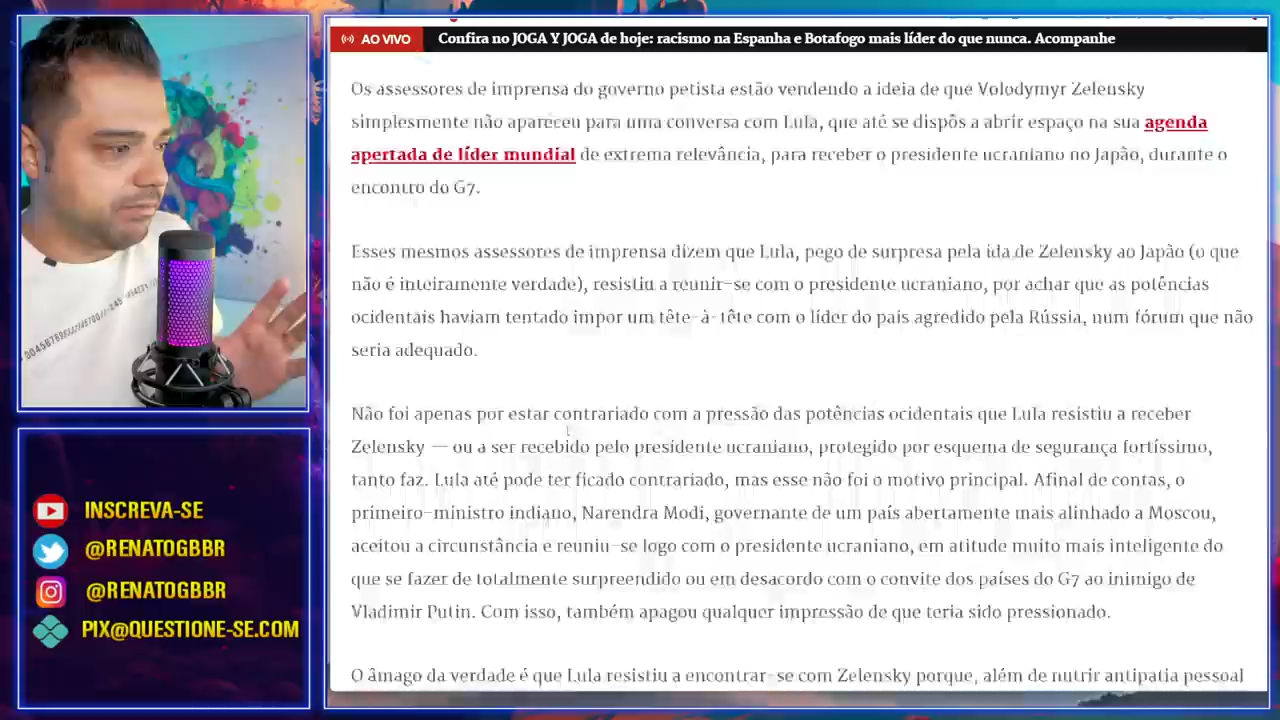 AO VIVO
Confira no JOGA Y JOGA de hoje: racismo na Espanha e Botafogo mais líder do que nunca. Acompanhe
Os assessores de imprensa do governo petista estão vendendo a ideia de que Volodymyr Zelensky
simplesmente não apareceu para uma conversa com Lula, que até se dispôs a abrir espaço na sua agenda
apertada de líder mundial de extrema relevância, para receber o presidente ucraniano no Japão, durante o
encontro do G7.
Esses mesmos assessores de imprensa dizem que Lula, pego de surpresa pela ida de Zelensky ao Japão (o que
não é inteiramente verdade), resistiu a reunir-se com o presidente ucraniano, por achar que as potências
ocidentais haviam tentado impor um tête-à-tête com o líder do país agredido pela Rússia, num fórum que não
seria adequado.
Não foi apenas por estar contrariado com a pressão das potências ocidentais que Lula resistiu a receber
Zelensky — ou a ser recebido pelo presidente ucraniano, protegido por esquema de segurança fortíssimo,
tanto faz. Lula até pode ter ficado contrariado, mas esse não foi o motivo principal. Afinal de contas, o
primeiro-ministro indiano, Narendra Modi, governante de um país abertamente mais alinhado a Moscou,
aceitou a circunstância e reuniu-se logo com o presidente ucraniano, em atitude muito mais inteligente do
que se fazer de totalmente surpreendido ou em desacordo com o convite dos países do G7 ao inimigo de
Vladimir Putin. Com isso, também apagou qualquer impressão de que teria sido pressionado.
O âmago da verdade é que Lula resistiu a encontrar-se com Zelensky porque, além de nutrir antipatia pessoal
INSCREVA-SE
@RENATOGBBR
@RENATOGBBR
PIX@QUESTIONE-SE.COM